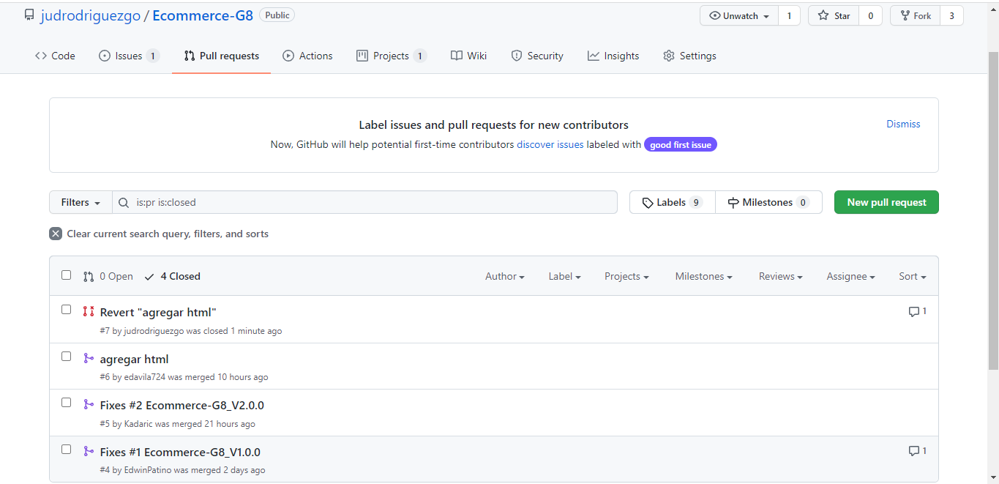 judrodriguezgo / Ecommerce-G8 Public Unwatch 1 Star 0 Fork 3
Code Issues 1 Pull requests Actions Projects 1 Wiki Security Insights Settings
Label issues and pull requests for new contributors Dismiss
Now, GitHub will help potential first-time contributors discover issues labeled with good first issue
Filters is:pr is:closed Labels 9 Milestones 0 New pull request
Clear current search query, filters, and sorts
0 Open 4 Closed Author Label Projects Milestones Reviews Assignee Sort
Revert "agregar html" 1
#7 by judrodriguezgo was closed 1 minute ago
agregar html
#6 by edavila724 was merged 10 hours ago
Fixes #2 Ecommerce-G8_V2.0.0
#5 by Kadaric was merged 21 hours ago
Fixes #1 Ecommerce-G8_V1.0.0 1
#4 by EdwinPatino was merged 2 days ago